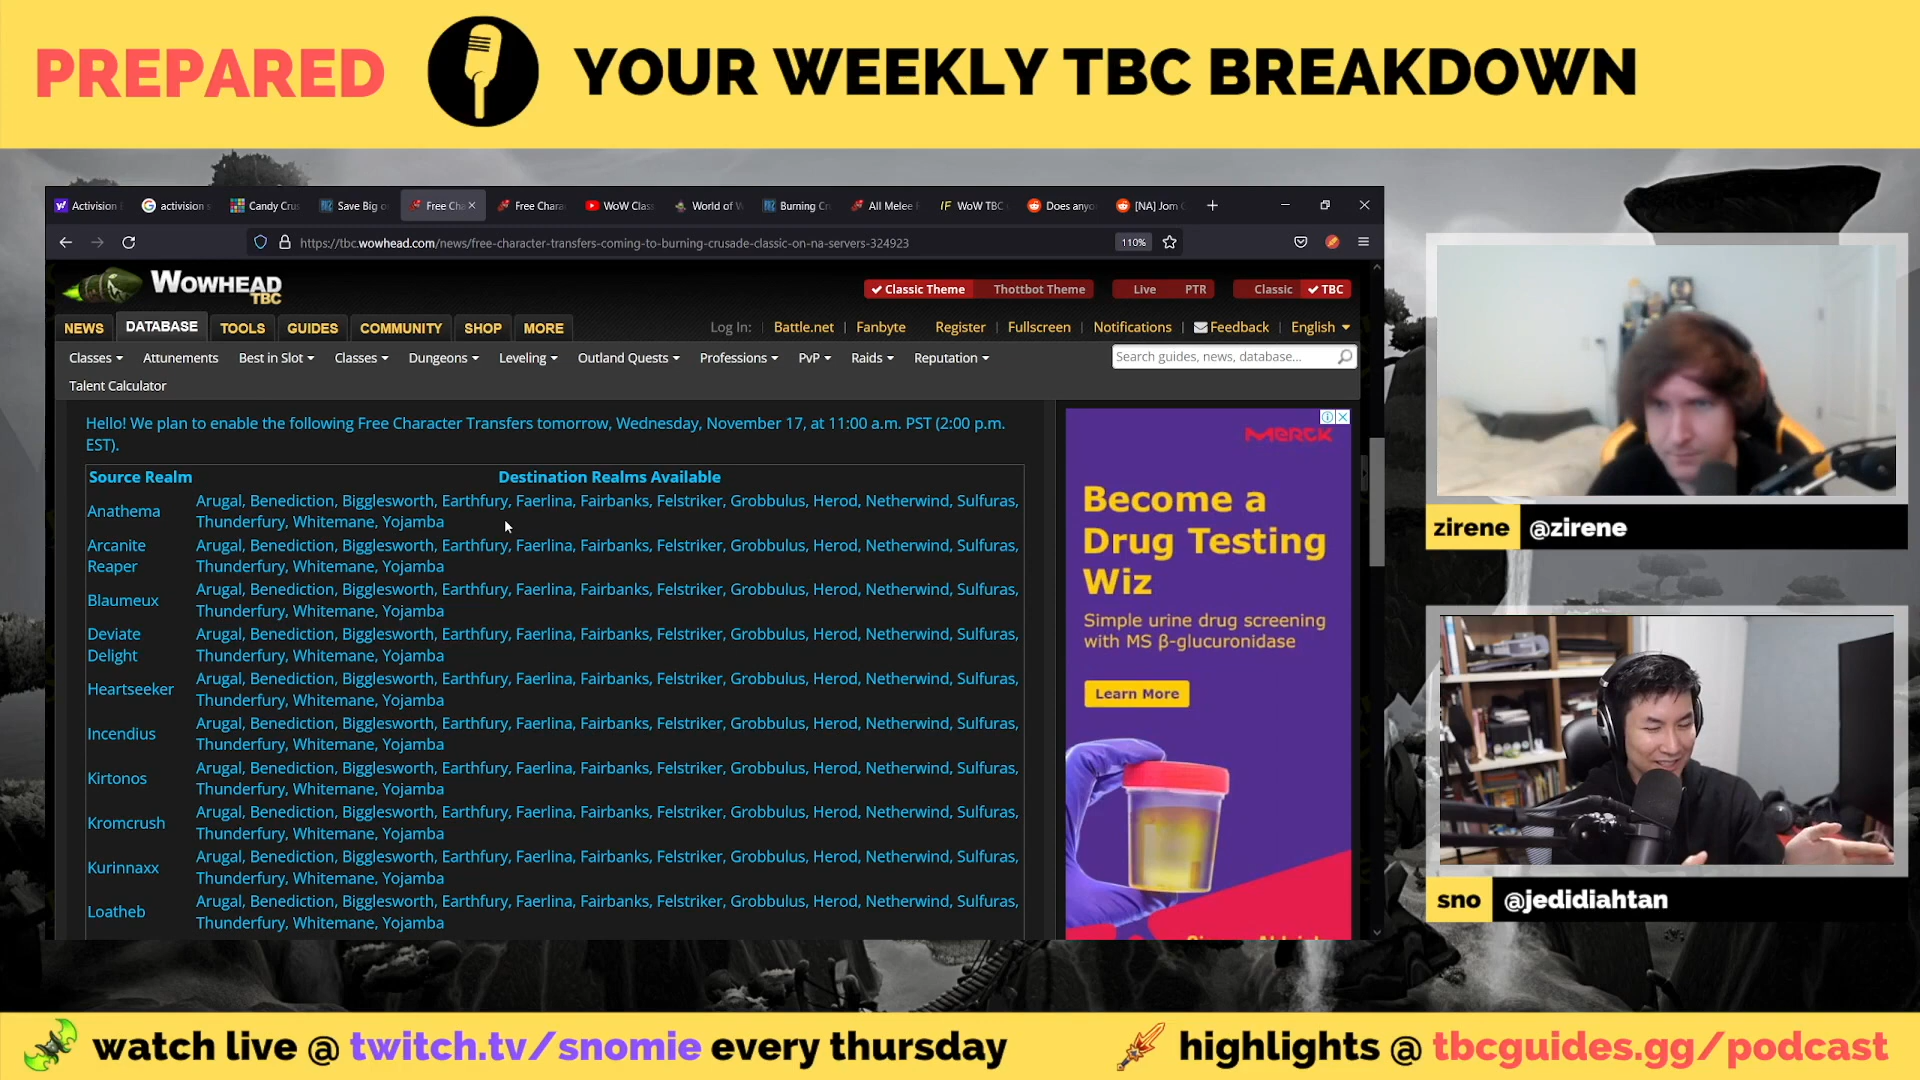 PREPARED YOUR WEEKLY TBC BREAKDOWN
Activision
activision s
Candy Crus
Save Big o
Free Cha
Free Chara
WoW Clas
World of W
Burning Cr
All Melee
WoW TBC
Does anyo
[NA] Jom
https://tbc.wowhead.com/news/free-character-transfers-coming-to-burning-crusade-classic-on-na-servers-324923
110%
WOWHEAD
TBC
Classic Theme Thottbot Theme Live PTR Classic TBC
NEWS DATABASE TOOLS GUIDES COMMUNITY SHOP MORE
Log In: Battle.net | Fanbyte Register | Fullscreen | Notifications | Feedback | English
Classes Attunements Best in Slot Classes Dungeons Leveling Outland Quests Professions PvP Raids Reputation
Search guides, news, database...
Talent Calculator
Hello! We plan to enable the following Free Character Transfers tomorrow, Wednesday, November 17, at 11:00 a.m. PST (2:00 p.m.
EST).
Source Realm Destination Realms Available
Anathema
Arugal, Benediction, Bigglesworth, Earthfury, Faerlina, Fairbanks, Felstriker, Grobbulus, Herod, Netherwind, Sulfuras,
Thunderfury, Whitemane, Yojamba
Arcanite
Reaper
Arugal, Benediction, Bigglesworth, Earthfury, Faerlina, Fairbanks, Felstriker, Grobbulus, Herod, Netherwind, Sulfuras,
Thunderfury, Whitemane, Yojamba
Blaumeux
Arugal, Benediction, Bigglesworth, Earthfury, Faerlina, Fairbanks, Felstriker, Grobbulus, Herod, Netherwind, Sulfuras,
Thunderfury, Whitemane, Yojamba
Deviate
Delight
Arugal, Benediction, Bigglesworth, Earthfury, Faerlina, Fairbanks, Felstriker, Grobbulus, Herod, Netherwind, Sulfuras,
Thunderfury, Whitemane, Yojamba
Heartseeker
Arugal, Benediction, Bigglesworth, Earthfury, Faerlina, Fairbanks, Felstriker, Grobbulus, Herod, Netherwind, Sulfuras,
Thunderfury, Whitemane, Yojamba
Incendius
Arugal, Benediction, Bigglesworth, Earthfury, Faerlina, Fairbanks, Felstriker, Grobbulus, Herod, Netherwind, Sulfuras,
Thunderfury, Whitemane, Yojamba
Kirtonos
Arugal, Benediction, Bigglesworth, Earthfury, Faerlina, Fairbanks, Felstriker, Grobbulus, Herod, Netherwind, Sulfuras,
Thunderfury, Whitemane, Yojamba
Kromcrush
Arugal, Benediction, Bigglesworth, Earthfury, Faerlina, Fairbanks, Felstriker, Grobbulus, Herod, Netherwind, Sulfuras,
Thunderfury, Whitemane, Yojamba
Kurinnaxx
Arugal, Benediction, Bigglesworth, Earthfury, Faerlina, Fairbanks, Felstriker, Grobbulus, Herod, Netherwind, Sulfuras,
Thunderfury, Whitemane, Yojamba
Loatheb
Arugal, Benediction, Bigglesworth, Earthfury, Faerlina, Fairbanks, Felstriker, Grobbulus, Herod, Netherwind, Sulfuras,
Thunderfury, Whitemane, Yojamba
MERCK
Become a
Drug Testing
Wiz
Simple urine drug screening
with MS β-glucuronidase
Learn More
zirene @zirene
sno @jedidiahtan
watch live @ twitch.tv/snomie every thursday
highlights @ tbcguides.gg/podcast